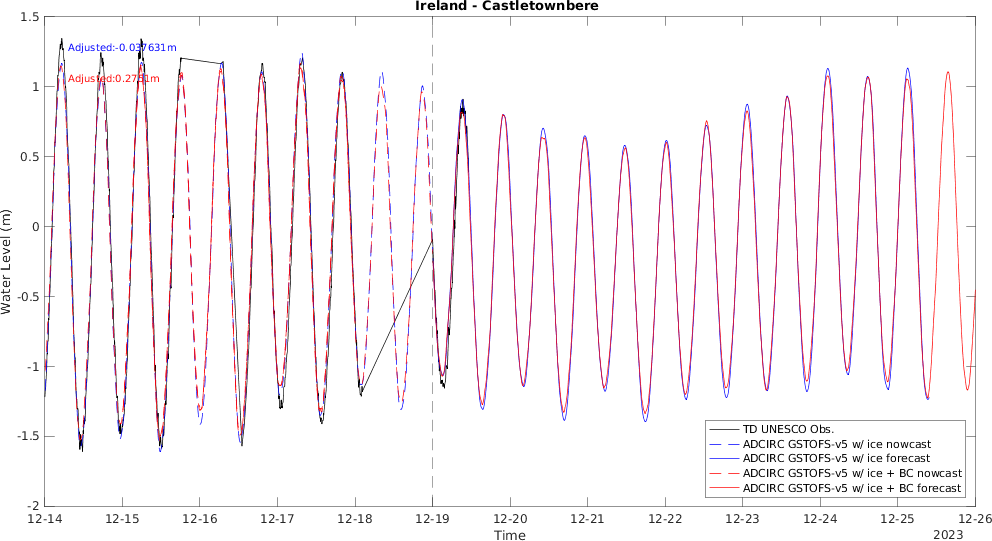 Ireland - Castletownbere
Adjusted:-0.037631m
Adjusted:0.2751m
Water Level (m)
1.5
1
0.5
0
-0.5
-1
-1.5
-2
TD UNESCO Obs.
ADCIRC GSTOFS-v5 w/ ice nowcast
ADCIRC GSTOFS-v5 w/ ice forecast
ADCIRC GSTOFS-v5 w/ ice + BC nowcast
ADCIRC GSTOFS-v5 w/ ice + BC forecast
12-14 12-15 12-16 12-17 12-18 12-19 12-20 12-21 12-22 12-23 12-24 12-25 12-26
Time
2023